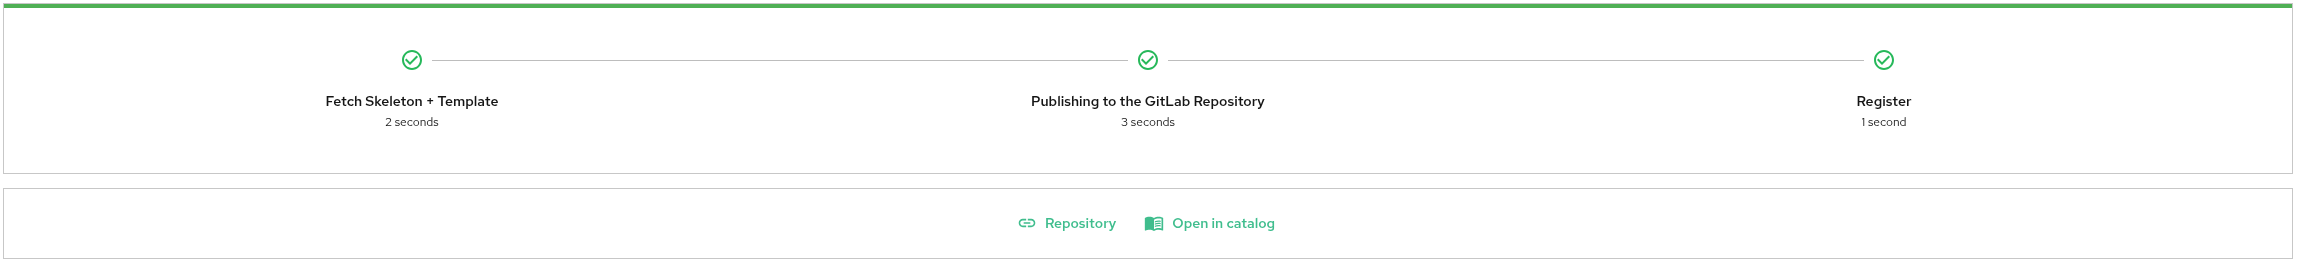 Fetch Skeleton + Template
2 seconds
Publishing to the GitLab Repository
3 seconds
Register
1 second
Repository
Open in catalog